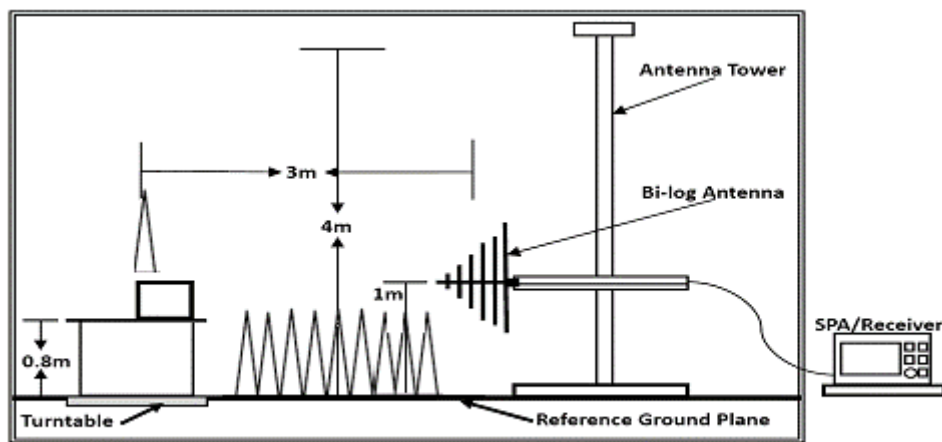 Antenna Tower
3m
Bi-log Antenna
4m
1m
SPA/Receiver
0.8m
Turntable
Reference Ground Plane